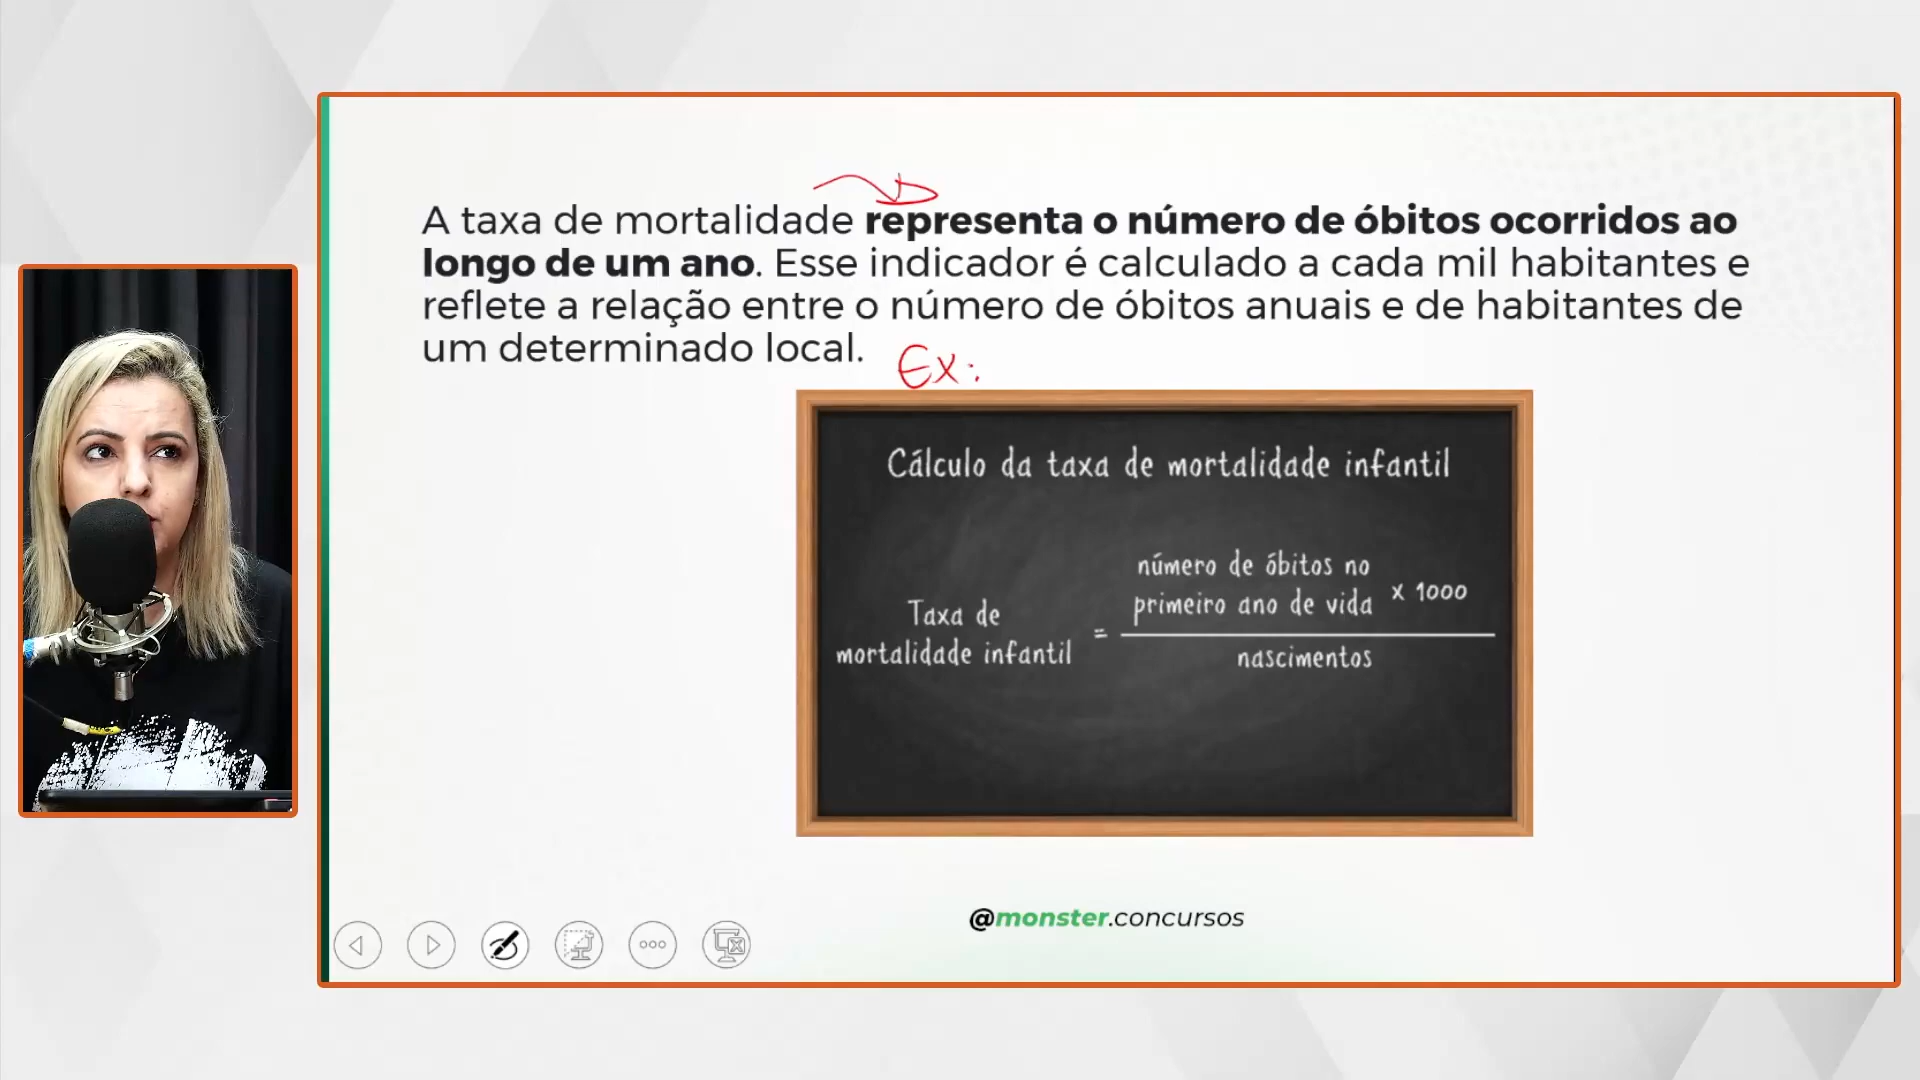 A taxa de mortalidade representa o número de óbitos ocorridos ao
longo de um ano. Esse indicador é calculado a cada mil habitantes e
reflete a relação entre o número de óbitos anuais e de habitantes de
um determinado local.
Ex:
Cálculo da taxa de mortalidade infantil
Taxa de
mortalidade infantil
=
número de óbitos no
primeiro ano de vida
x 1000
nascimentos
@monster.concursos